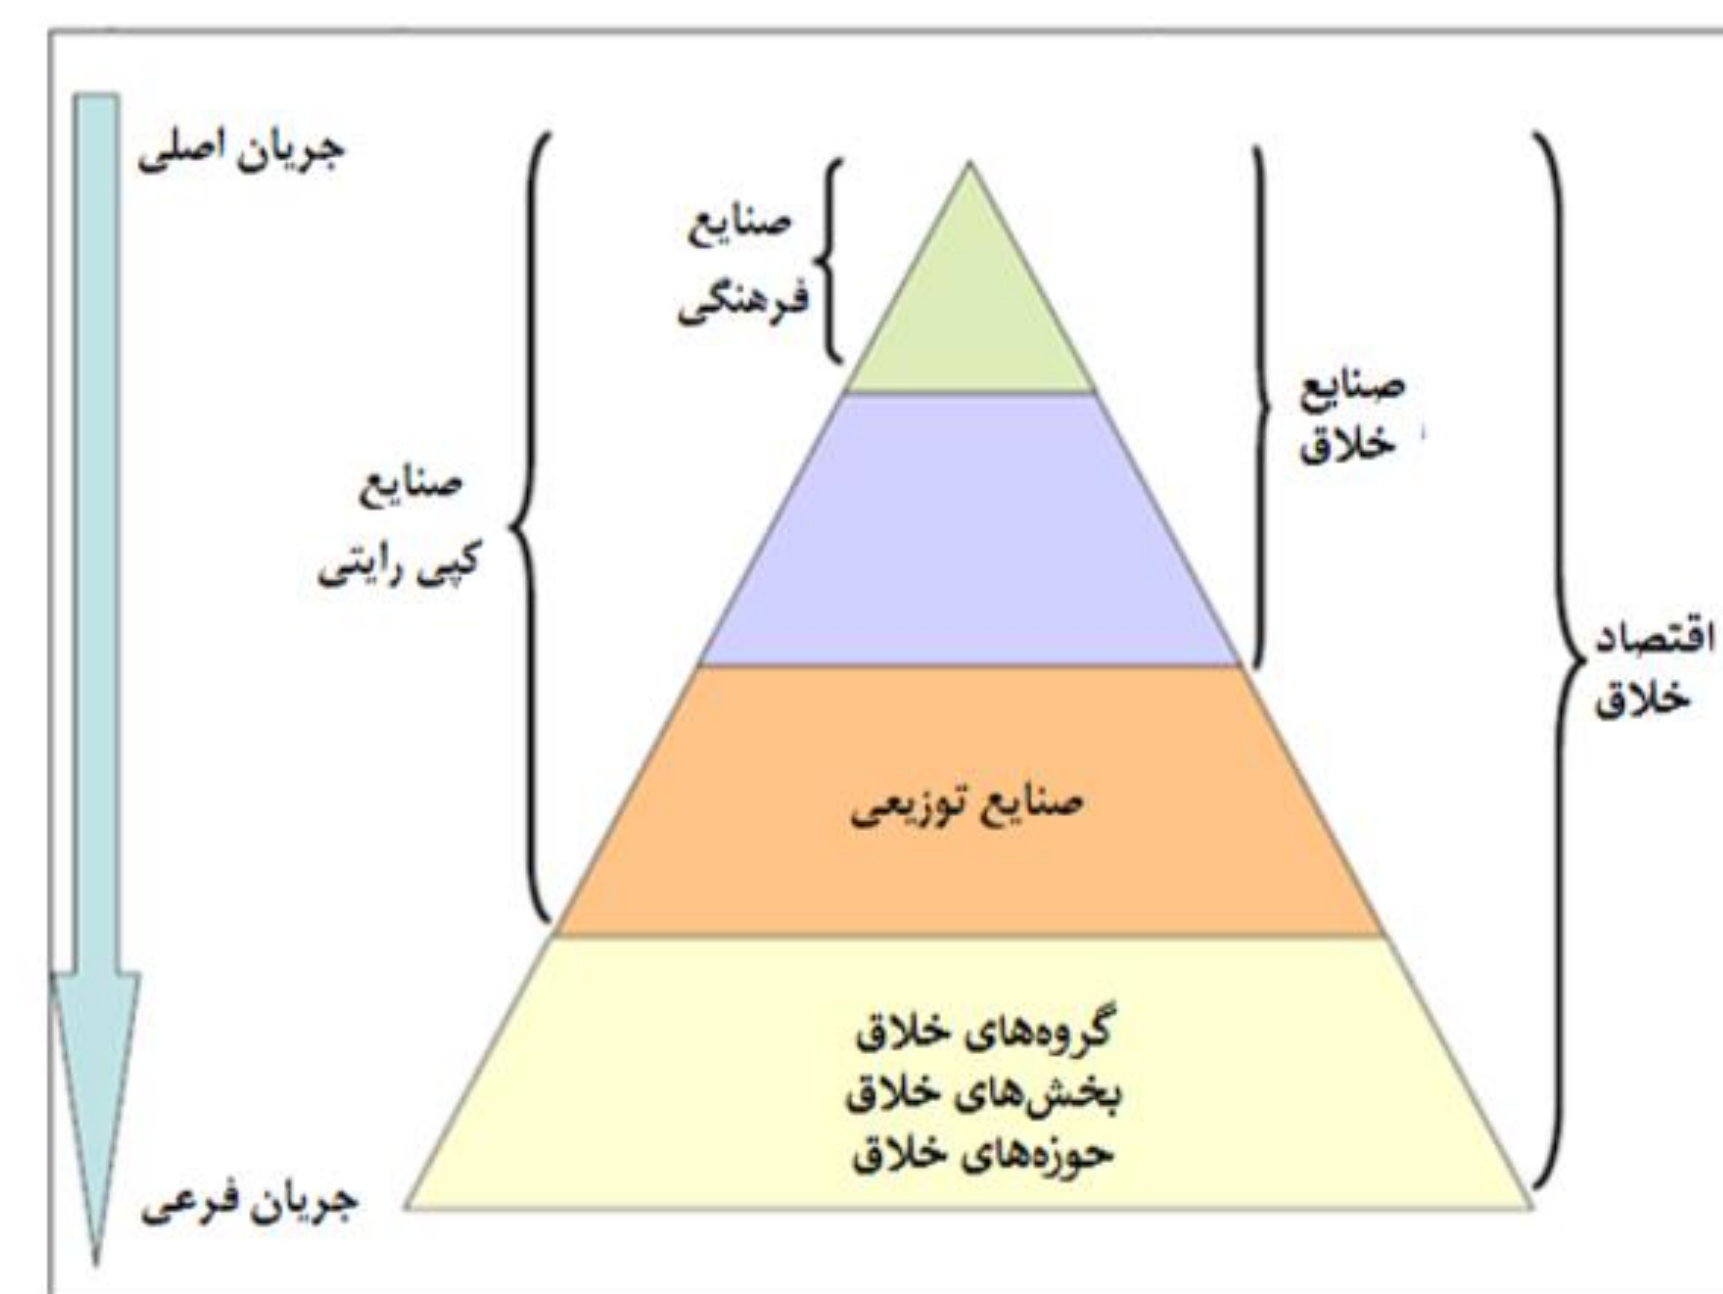 جریان اصلی
صنایع
فرهنگی
صنایع
خلاق
صنایع
کپی رایتی
اقتصاد
خلاق
صنایع توزیعی
گروه‌های خلاق
بخش‌های خلاق
حوزه‌های خلاق
جریان فرعی